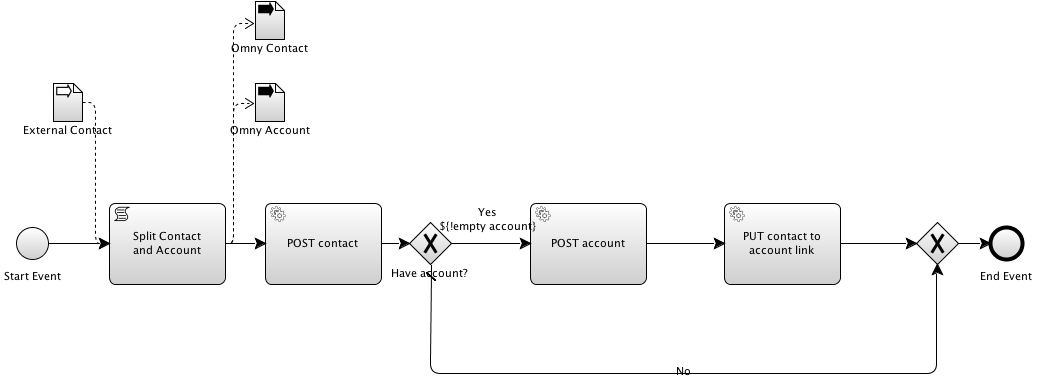 Omny Contact
Omny Account
External Contact
Start Event
Split Contact
and Account
POST contact
Have account?
Yes
${!empty account}
POST account
PUT contact to
account link
End Event
No